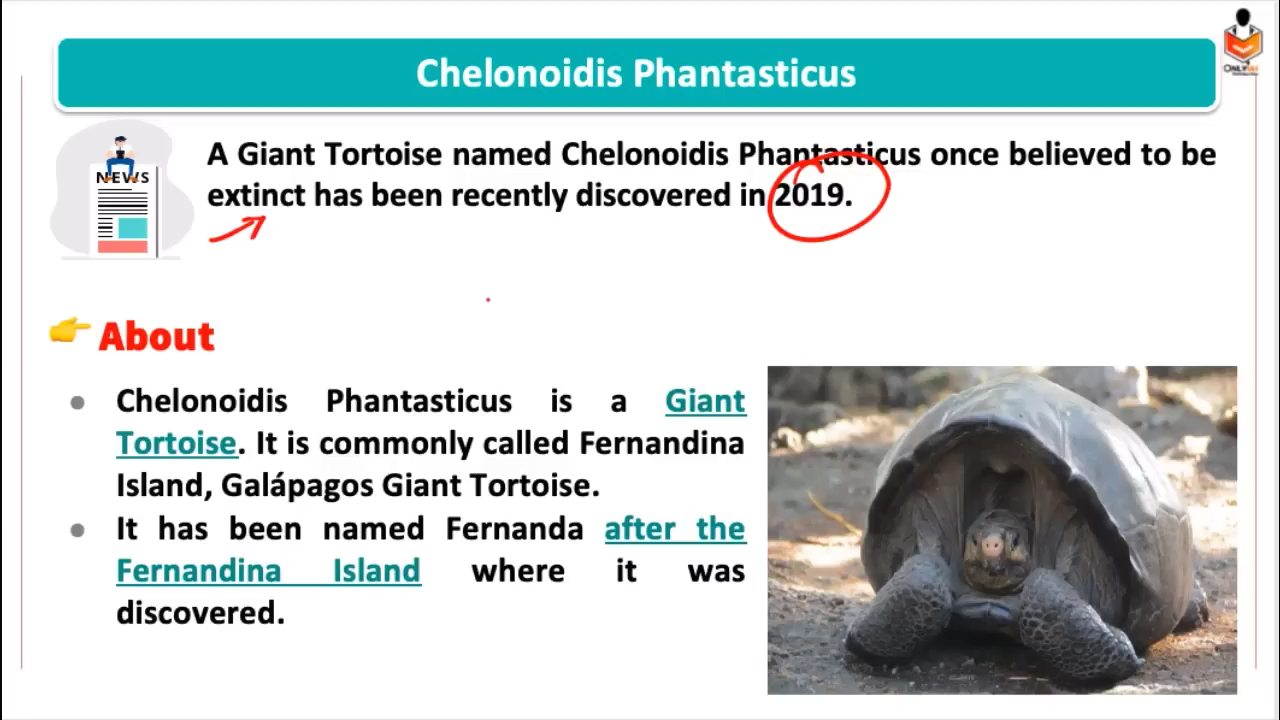 Chelonoidis Phantasticus
NEWS
A Giant Tortoise named Chelonoidis Phantasticus once believed to be
extinct has been recently discovered in 2019.
👉 About
● Chelonoidis Phantasticus is a Giant
Tortoise. It is commonly called Fernandina
Island, Galápagos Giant Tortoise.
● It has been named Fernanda after the
Fernandina Island where it was
discovered.